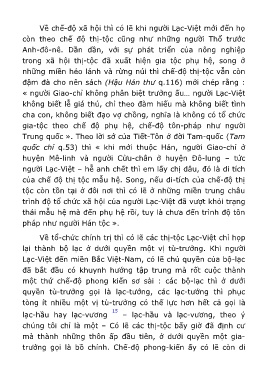 Về chế-độ xã hội thì có lẽ khi người Lạc-Việt mới đến họ
còn theo chế độ thị-tộc cũng như những người Thổ trước
Anh-đô-nê. Dần dần, với sự phát triển của nông nghiệp
trong xã hội thị-tộc đã xuất hiện gia tộc phụ hệ, song ở
những miền hẻo lánh và rừng núi thì chế-độ thị-tộc vẫn còn
đậm đà cho nên sách (Hậu Hán thư q.116) mới chép rằng :
« người Giao-chỉ không phân biệt trưởng ấu... người Lạc-Việt
không biết lễ giá thú, chỉ theo đàm hiếu mà không biết tình
cha con, không biết đạo vợ chồng, nghĩa là không có tổ chức
gia-tộc theo chế độ phụ hệ, chế-độ tôn-pháp như người
Trung quốc ». Theo lời sớ của Tiết-Tôn ở đời Tam-quốc (Tam
quốc chí q.53) thì « khi mới thuộc Hán, người Giao-chỉ ở
huyện Mê-linh và người Cửu-chân ở huyện Đô-lung – tức
người Lạc-Việt – hễ anh chết thì em lấy chị dâu, đó là di tích
của chế độ thị tộc mẫu hệ. Song, nếu di-tích của chế-độ thị
tộc còn tồn tại ở đôi nơi thì có lẽ ở những miền trung châu
trình độ tổ chức xã hội của người Lạc-Việt đã vượt khỏi trạng
thái mẫu hệ mà đến phụ hệ rồi, tuy là chưa đến trình độ tôn
pháp như người Hán tộc ».
Về tổ-chức chính trị thì có lẽ các thị-tộc Lạc-Việt chỉ họp
lại thành bộ lạc ở dưới quyền một vị tù-trưởng. Khi người
Lạc-Việt đến miền Bắc Việt-Nam, có lẽ chủ quyền của bộ-lạc
đã bắt đầu có khuynh hướng tập trung mà rốt cuộc thành
một thứ chế-độ phong kiến sơ sài : các bộ-lạc thì ở dưới
quyền tù-trưởng gọi là lạc-tướng, các lạc-tướng thì phục
tòng ít nhiều một vị tù-trưởng có thế lực hơn hết cả gọi là
lạc-hầu hay lạc-vương 15 – lạc-hầu và lạc-vương, theo ý
chúng tôi chỉ là một – Có lẽ các thị-tộc bấy giờ đã định cư
mà thành những thôn ấp đầu tiên, ở dưới quyền một gia-
trưởng gọi là bồ chính. Chế-độ phong-kiến ấy có lẽ còn di